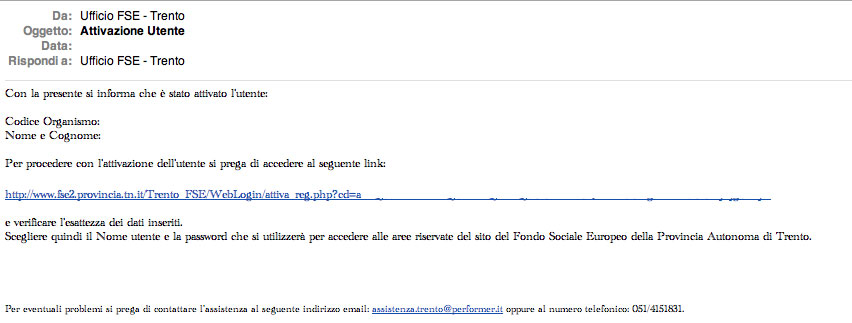 Da: Ufficio FSE - Trento
Oggetto: Attivazione Utente
Data:
Rispondi a: Ufficio FSE - Trento
Con la presente si informa che è stato attivato l'utente:
Codice Organismo:
Nome e Cognome:
Per procedere con l'attivazione dell'utente si prega di accedere al seguente link:
http://www.fse2.provincia.tn.it/Trento_FSE/WebLogin/attiva_reg.php?cd=a
e verificare l'esattezza dei dati inseriti.
Scegliere quindi il Nome utente e la password che si utilizzerà per accedere alle aree riservate del sito del Fondo Sociale Europeo della Provincia Autonoma di Trento.
Per eventuali problemi si prega di contattare l'assistenza al seguente indirizzo email: assistenza.trento@performer.it oppure al numero telefonico: 051/4151831.